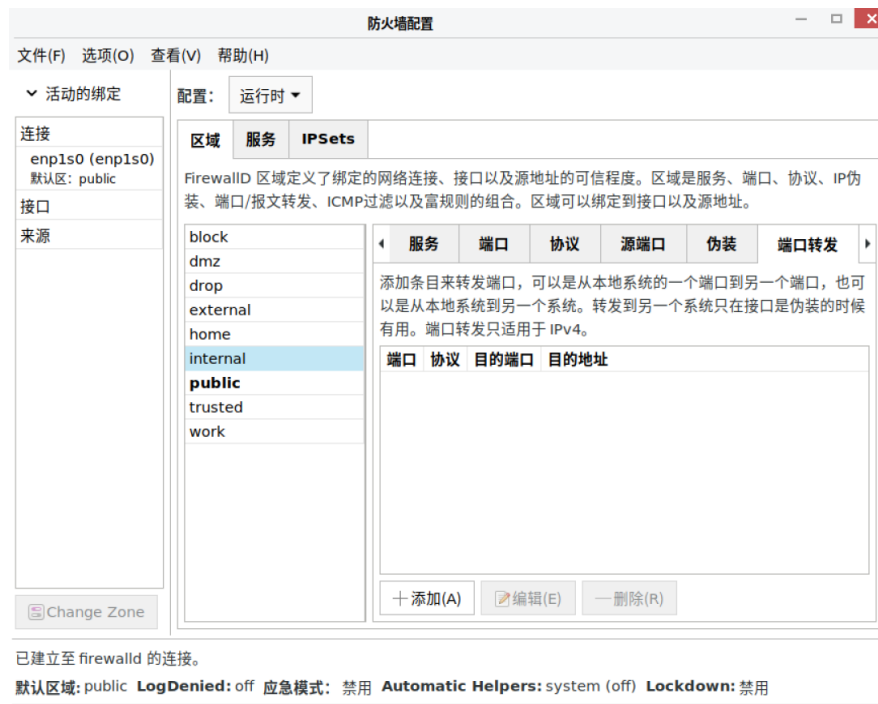 防火墙配置
文件(F) 选项(O) 查看(V) 帮助(H)
活动的绑定
连接
enp1s0 (enp1s0)
默认区: public
接口
来源
Change Zone
配置: 运行时
区域 服务 IPSets
FirewallD 区域定义了绑定的网络连接、接口以及源地址的可信程度。区域是服务、端口、协议、IP伪
装、端口/报文转发、ICMP过滤以及富规则的组合。区域可以绑定到接口以及源地址。
block
dmz
drop
external
home
internal
public
trusted
work
服务 端口 协议 源端口 伪装 端口转发
添加条目来转发端口，可以是从本地系统的一个端口到另一个端口，也可
以是从本地系统到另一个系统。转发到另一个系统只在接口是伪装的时候
有用。端口转发只适用于 IPv4。
端口 协议 目的端口 目的地址
添加(A) 编辑(E) 删除(R)
已建立至 firewalld 的连接。
默认区域: public LogDenied: off 应急模式: 禁用 Automatic Helpers: system (off) Lockdown: 禁用